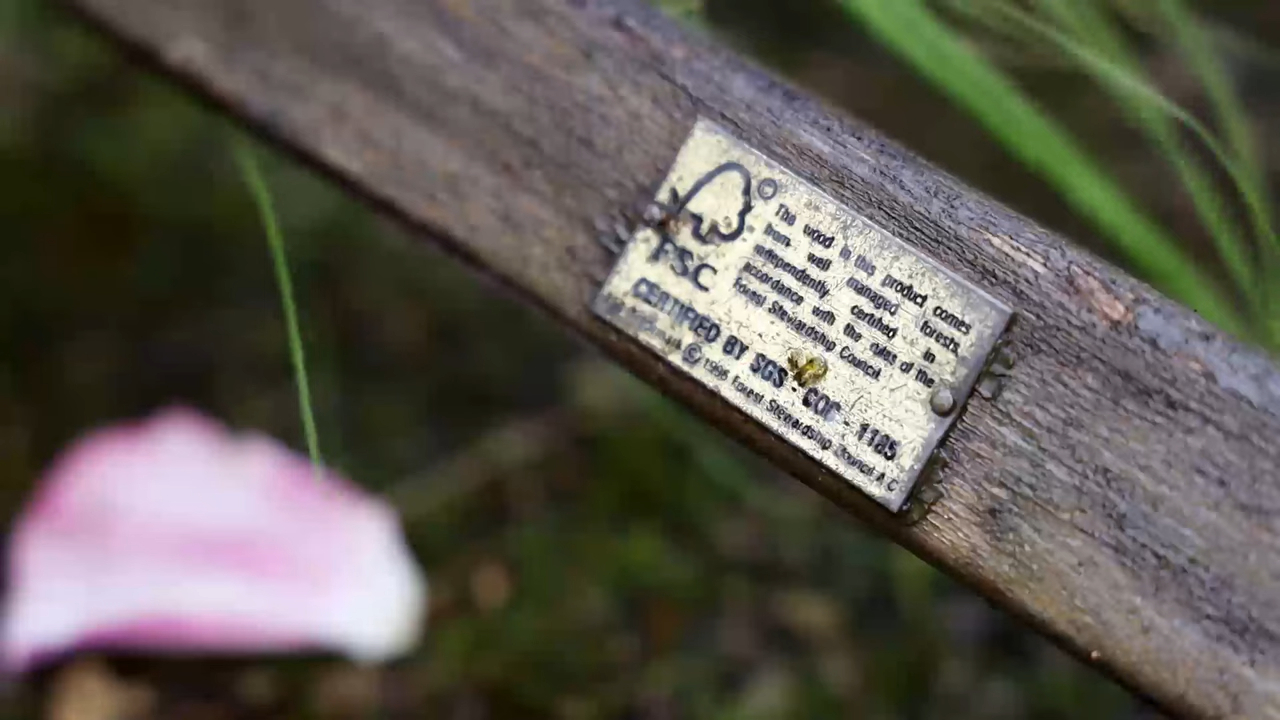 ©
FSC
The wood in this product comes
from well managed forests,
independently certified in
accordance with the rules of the
Forest Stewardship Council.
CERTIFIED BY SGS - COC - 1185
© 1996 Forest Stewardship Council A.C